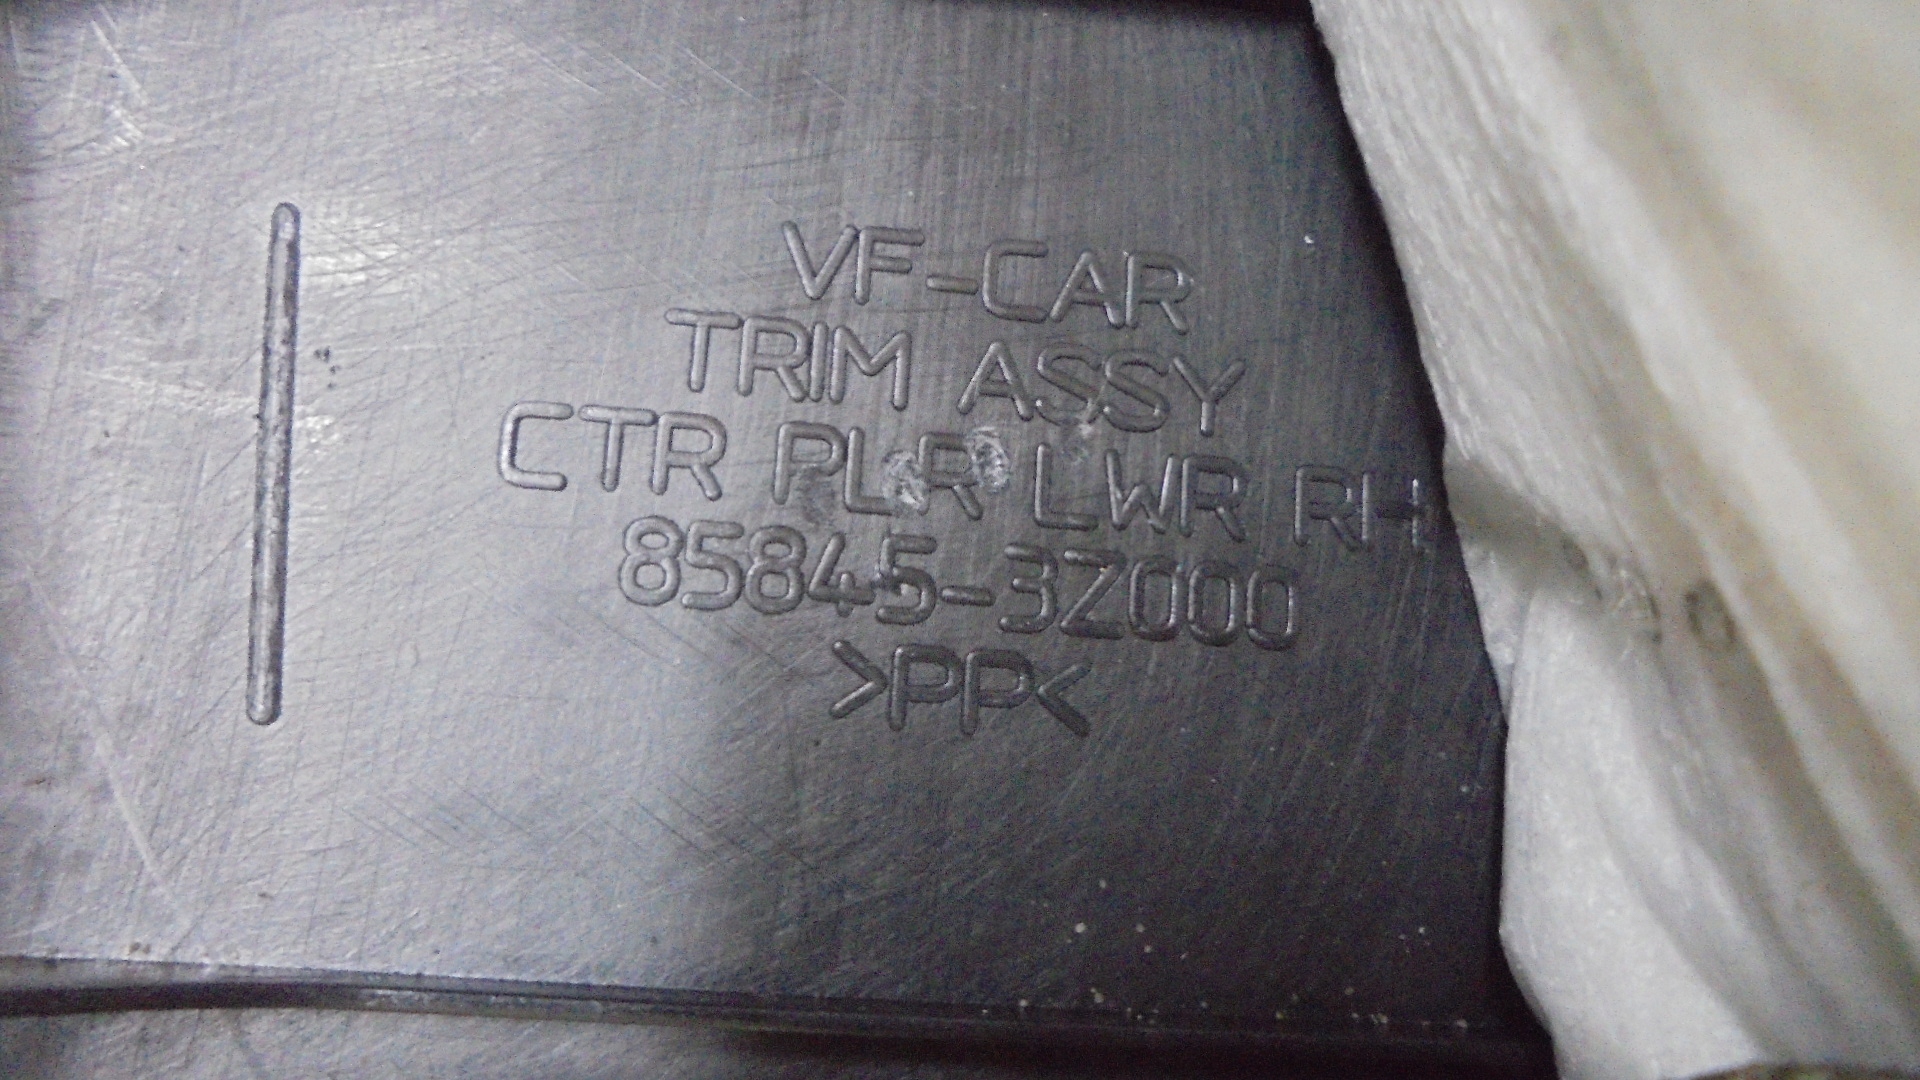 VF-CAR
TRIM ASSY
CTR PLR LWR RH
85845-3Z000
>PP<